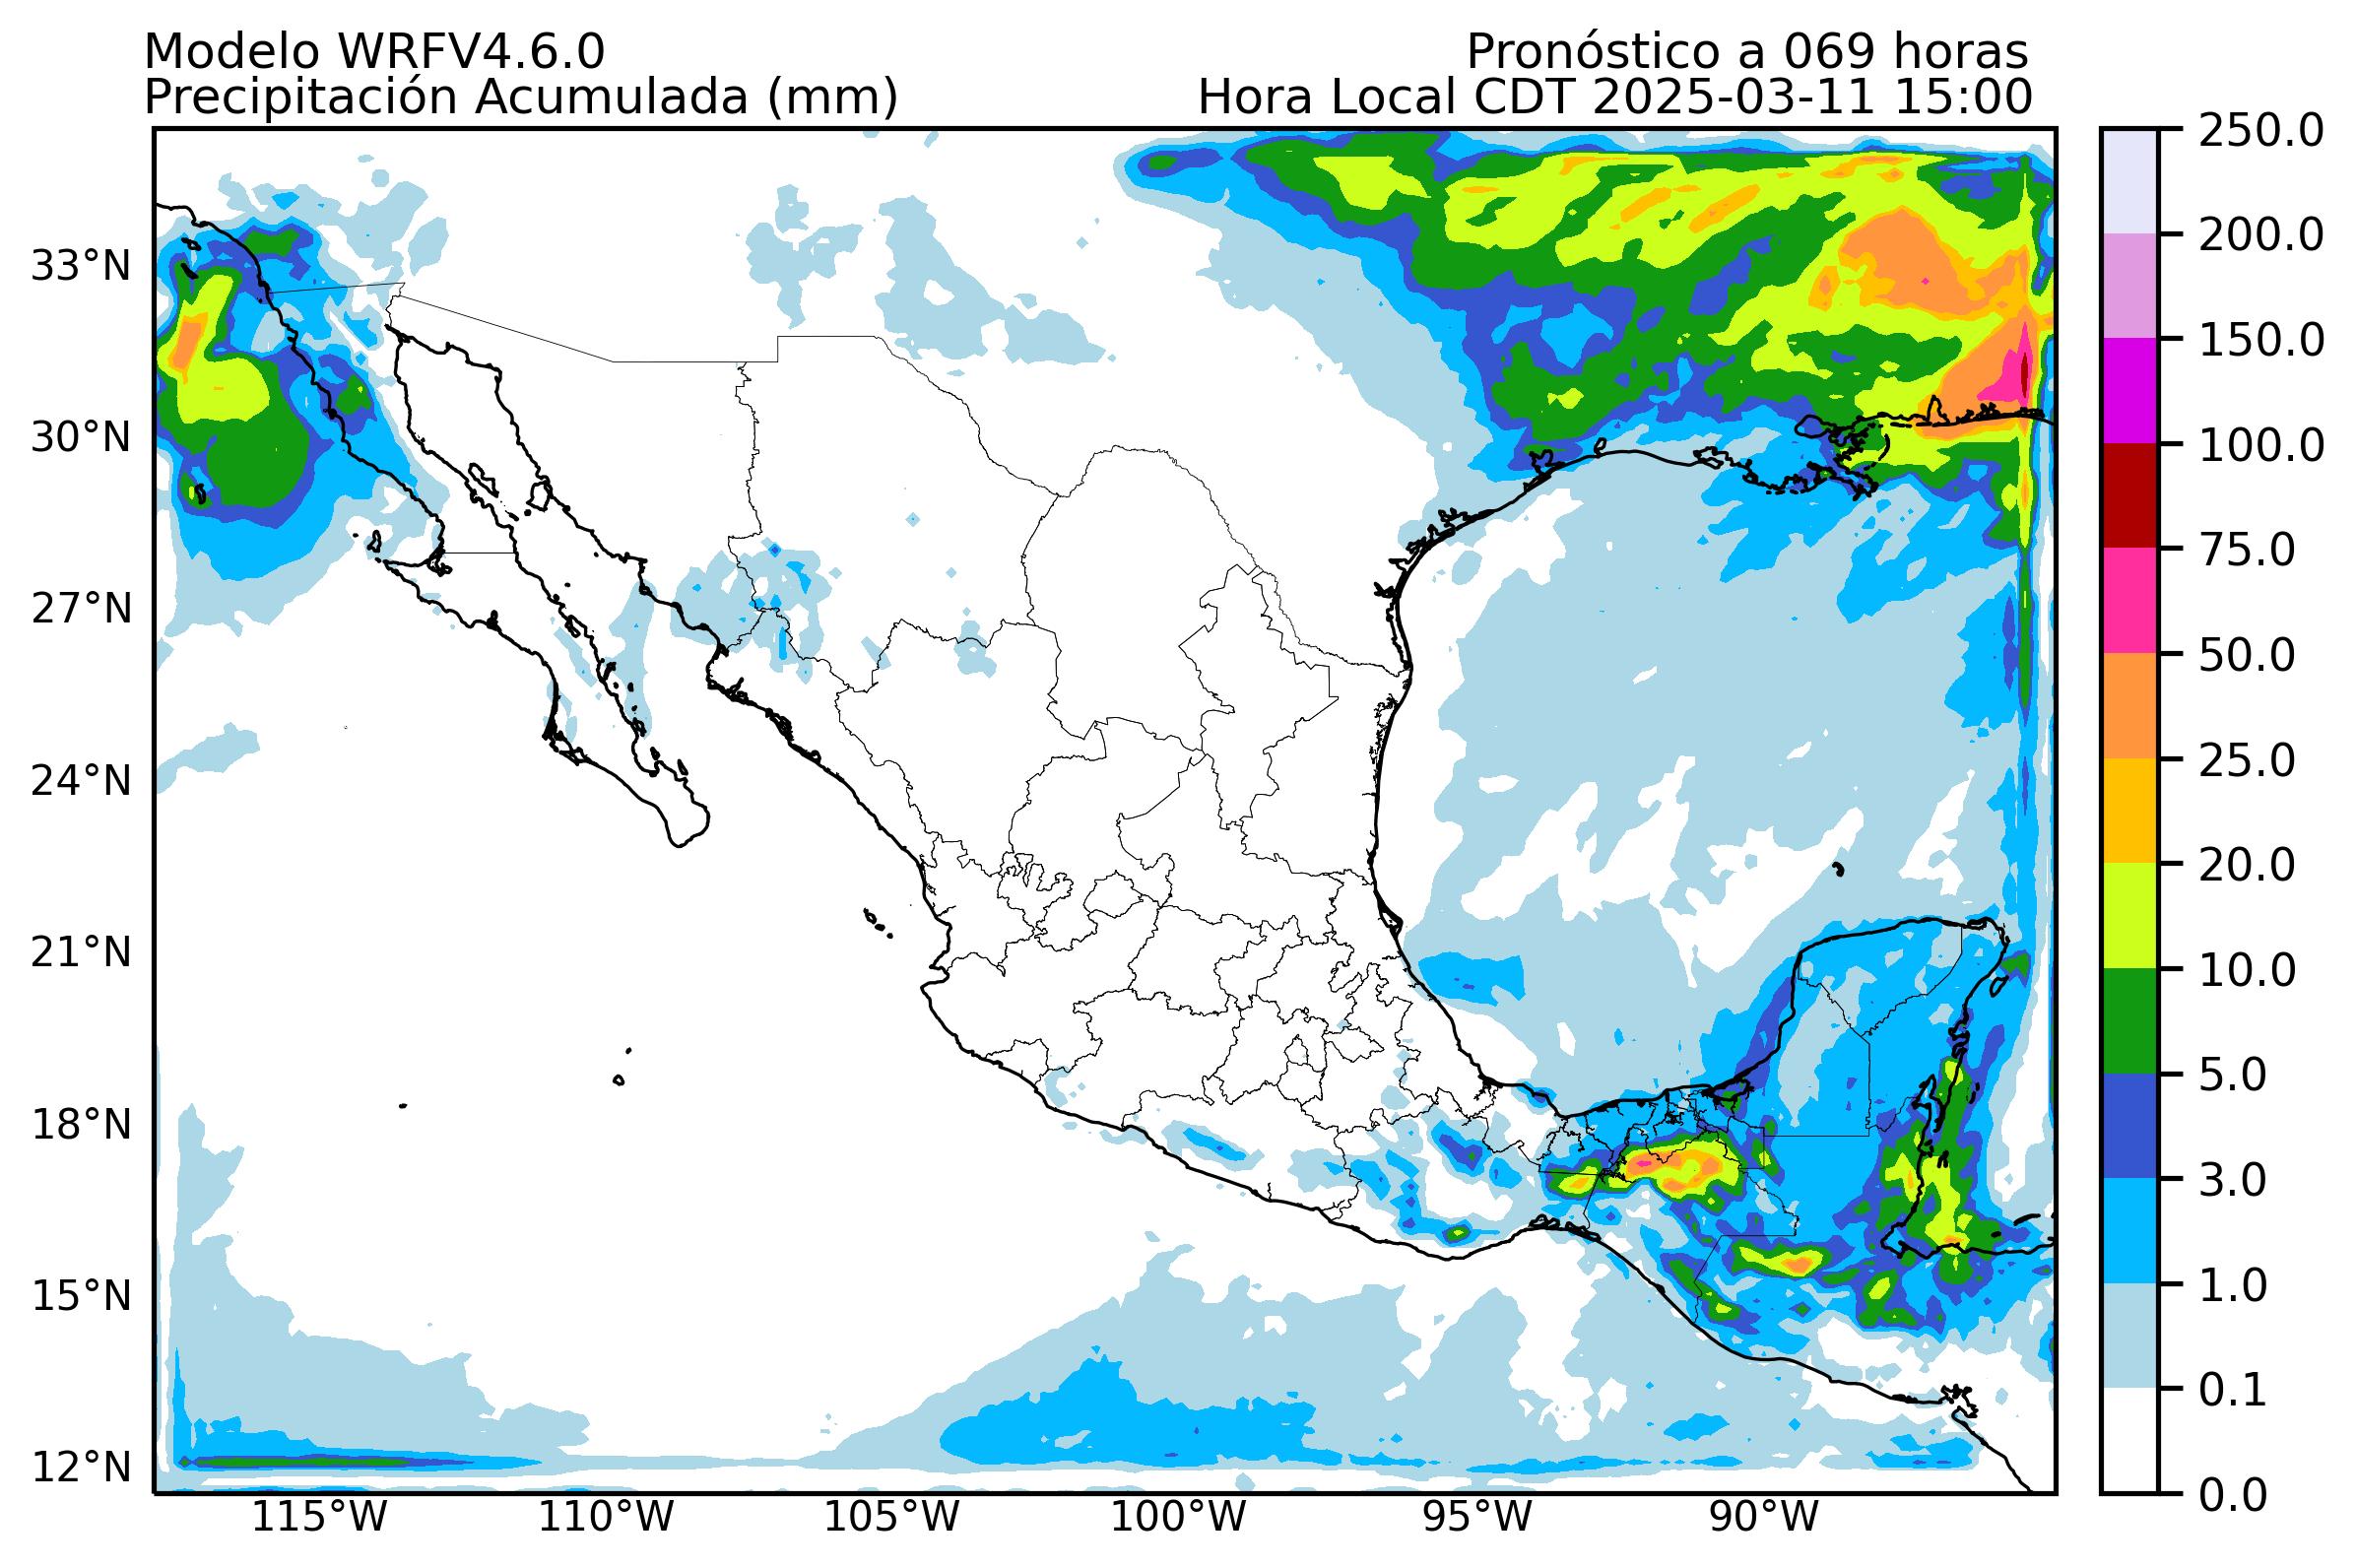 Modelo WRFV4.6.0
Pronóstico a 069 horas
Precipitación Acumulada (mm)
Hora Local CDT 2025-03-11 15:00
33°N
30°N
27°N
24°N
21°N
18°N
15°N
12°N
115°W
110°W
105°W
100°W
95°W
90°W
250.0
200.0
150.0
100.0
75.0
50.0
25.0
20.0
10.0
5.0
3.0
1.0
0.1
0.0